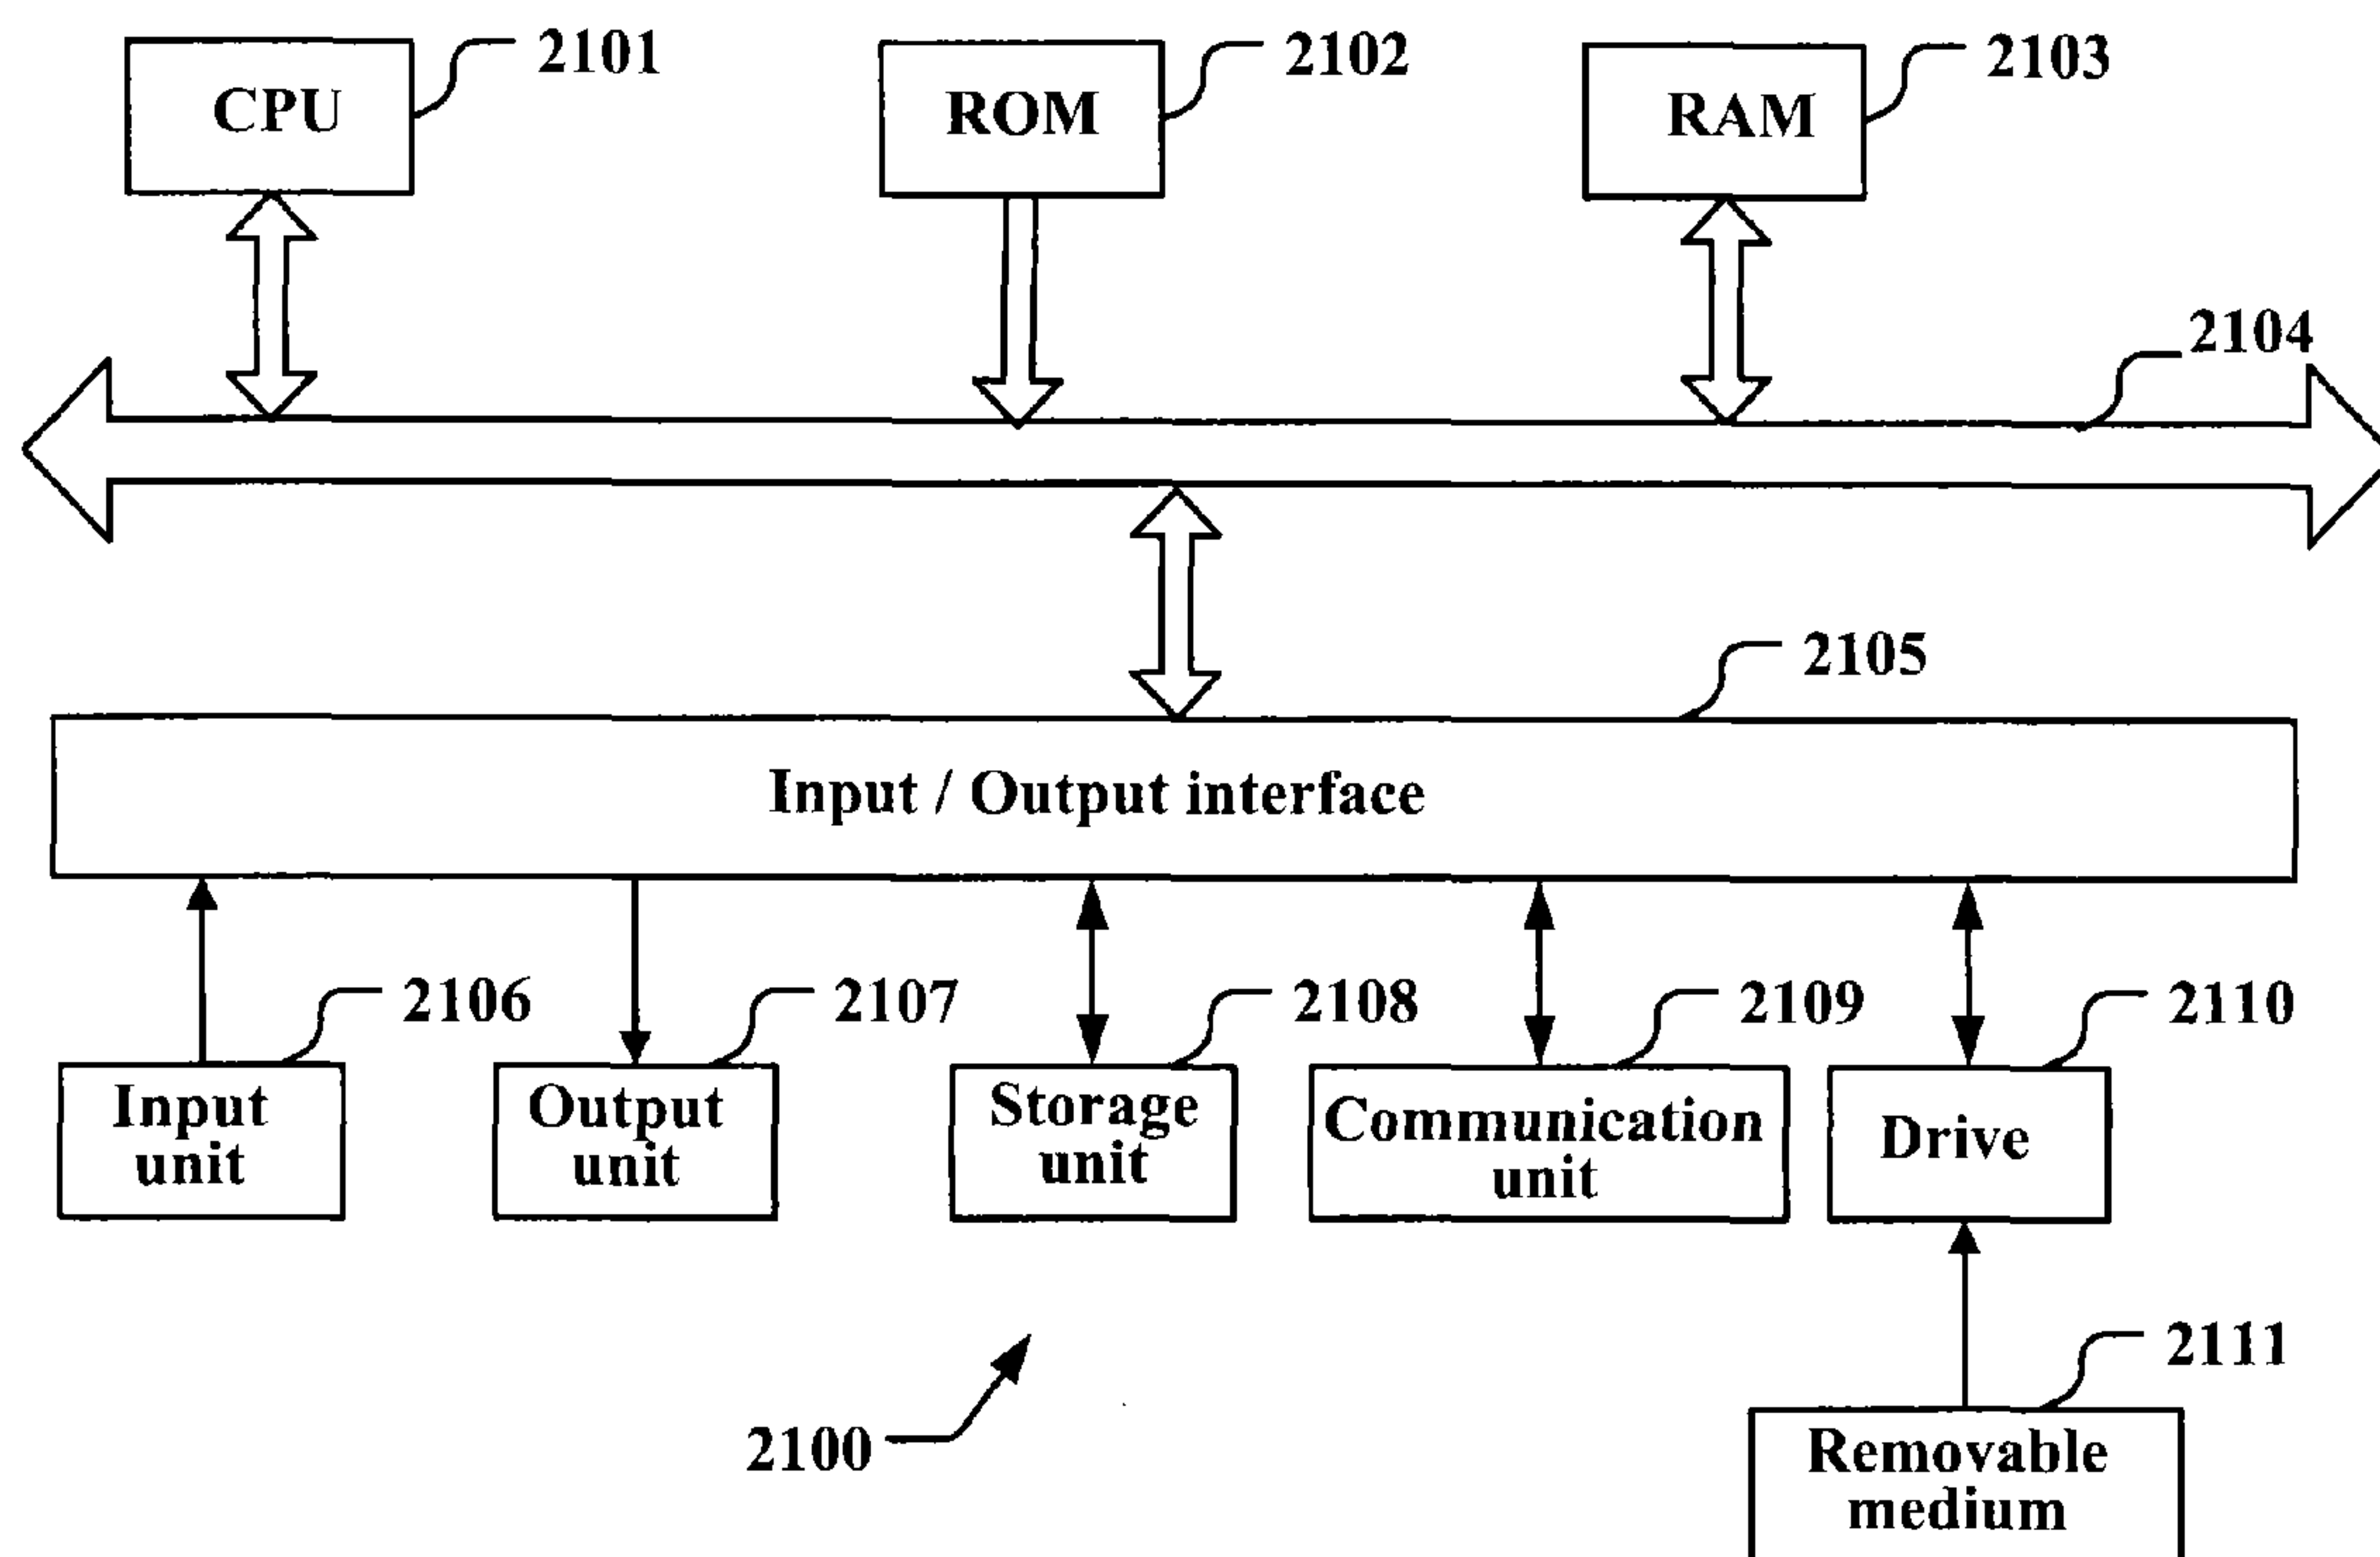 CPU
2101
ROM
2102
RAM
2103
2104
2105
Input / Output interface
2106
2107
2108
2109
2110
Input
unit
Output
unit
Storage
unit
Communication
unit
Drive
2111
2100
Removable
medium